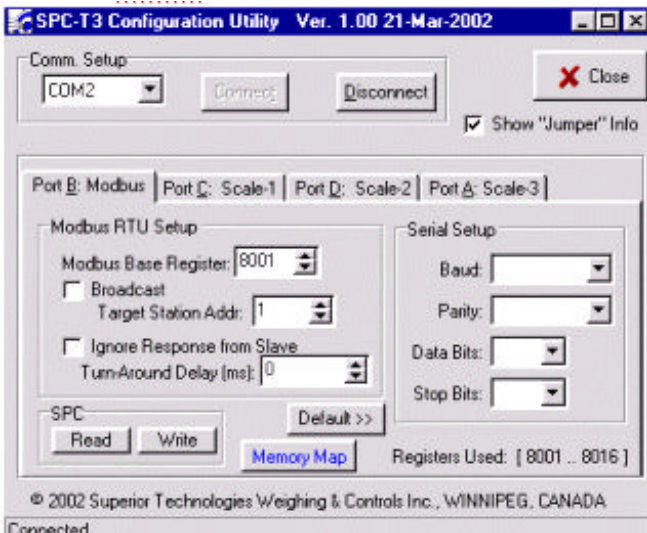 SPC-T3 Configuration Utility Ver. 1.00 21-Mar-2002
Comm. Setup
COM2
Connect
Disconnect
Close
Show "Jumper" Info
Port B: Modbus
Port C: Scale-1
Port D: Scale-2
Port A: Scale-3
Modbus RTU Setup
Modbus Base Register: 8001
Broadcast
Target Station Addr: 1
Ignore Response from Slave
Turn-Around Delay (ms): 0
Serial Setup
Baud:
Parity:
Data Bits:
Stop Bits:
SPC
Read
Write
Default >>
Memory Map
Registers Used: [ 8001 .. 8016 ]
© 2002 Superior Technologies Weighing & Controls Inc., WINNIPEG, CANADA
Connected